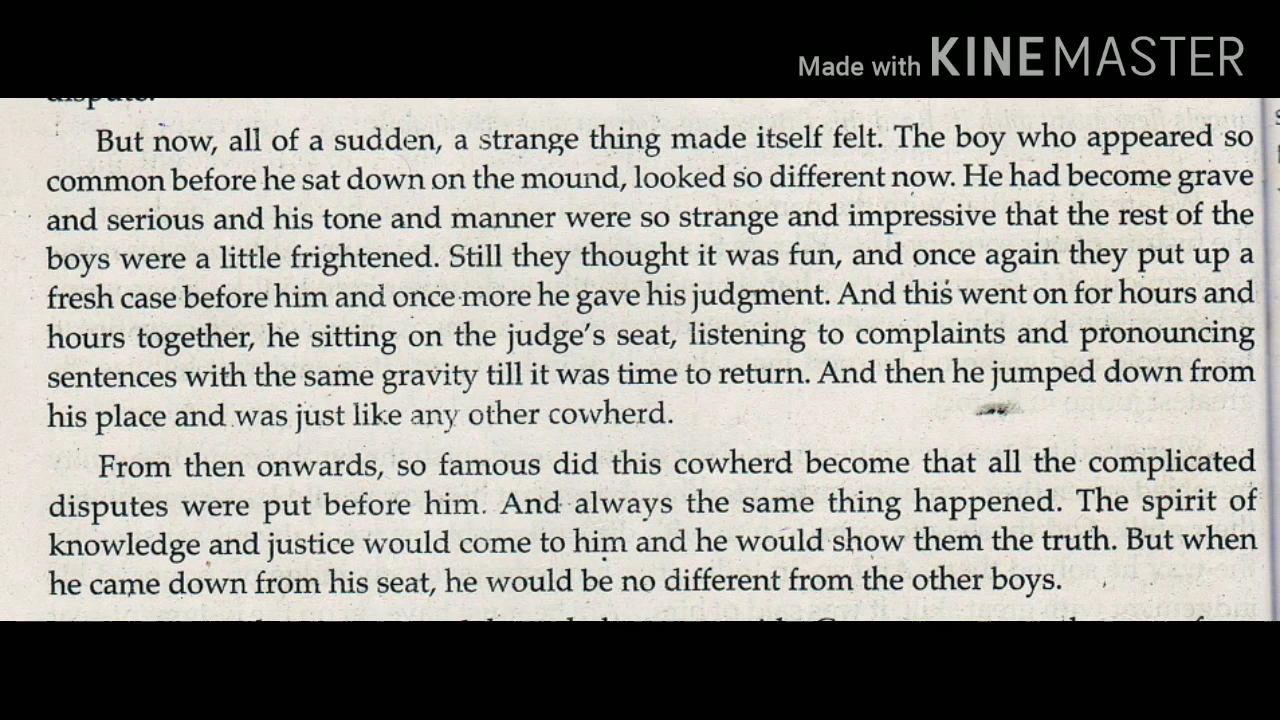 Made with KINEMASTER
dispute.
But now, all of a sudden, a strange thing made itself felt. The boy who appeared so
common before he sat down on the mound, looked so different now. He had become grave
and serious and his tone and manner were so strange and impressive that the rest of the
boys were a little frightened. Still they thought it was fun, and once again they put up a
fresh case before him and once more he gave his judgment. And this went on for hours and
hours together, he sitting on the judge's seat, listening to complaints and pronouncing
sentences with the same gravity till it was time to return. And then he jumped down from
his place and was just like any other cowherd.
From then onwards, so famous did this cowherd become that all the complicated
disputes were put before him. And always the same thing happened. The spirit of
knowledge and justice would come to him and he would show them the truth. But when
he came down from his seat, he would be no different from the other boys.